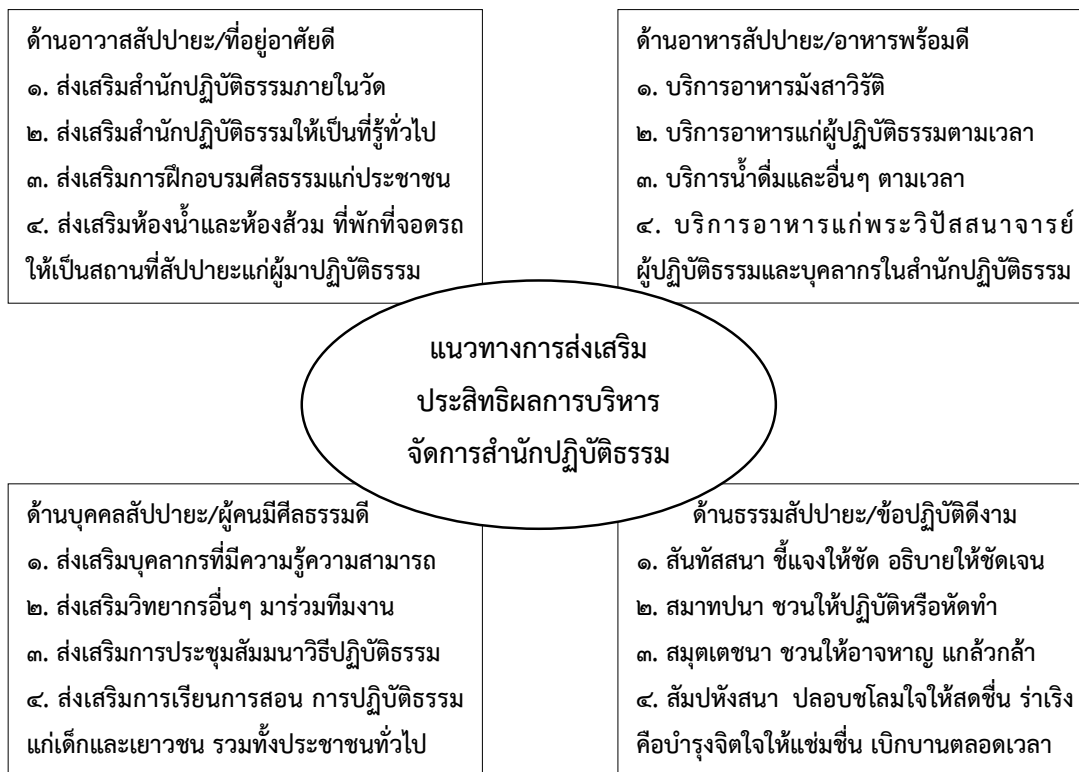 ด้านอาวาสสัปปายะ/ที่อยู่อาศัยดี
๑. ส่งเสริมสำนักปฏิบัติธรรมภายในวัด
๒. ส่งเสริมสำนักปฏิบัติธรรมให้เป็นที่รู้ทั่วไป
๓. ส่งเสริมการฝึกอบรมศีลธรรมแก่ประชาชน
๔. ส่งเสริมห้องน้ำและห้องส้วม ที่พักที่จอดรถ
ให้เป็นสถานที่สัปปายะแก่ผู้มาปฏิบัติธรรม
ด้านอาหารสัปปายะ/อาหารพร้อมดี
๑. บริการอาหารมังสาวิรัติ
๒. บริการอาหารแก่ผู้ปฏิบัติธรรมตามเวลา
๓. บริการน้ำดื่มและอื่นๆ ตามเวลา
๔. บริการอาหารแก่พระวิปัสสนาจารย์
ผู้ปฏิบัติธรรมและบุคลากรในสำนักปฏิบัติธรรม
แนวทางการส่งเสริม
ประสิทธิผลการบริหาร
จัดการสำนักปฏิบัติธรรม
ด้านบุคคลสัปปายะ/ผู้คนมีศีลธรรมดี
๑. ส่งเสริมบุคลากรที่มีความรู้ความสามารถ
๒. ส่งเสริมวิทยากรอื่นๆ มาร่วมทีมงาน
๓. ส่งเสริมการประชุมสัมมนาวิธีปฏิบัติธรรม
๔. ส่งเสริมการเรียนการสอน การปฏิบัติธรรม
แก่เด็กและเยาวชน รวมทั้งประชาชนทั่วไป
ด้านธรรมสัปปายะ/ข้อปฏิบัติดีงาม
๑. สันทัสสนา ชี้แจงให้ชัด อธิบายให้ชัดเจน
๒. สมาทปนา ชวนให้ปฏิบัติหรือหัดทำ
๓. สมุตเตชนา ชวนให้อาจหาญ แกล้วกล้า
๔. สัมปหังสนา ปลอบชโลมใจให้สดชื่น ร่าเริง
คือบำรุงจิตใจให้แช่มชื่น เบิกบานตลอดเวลา